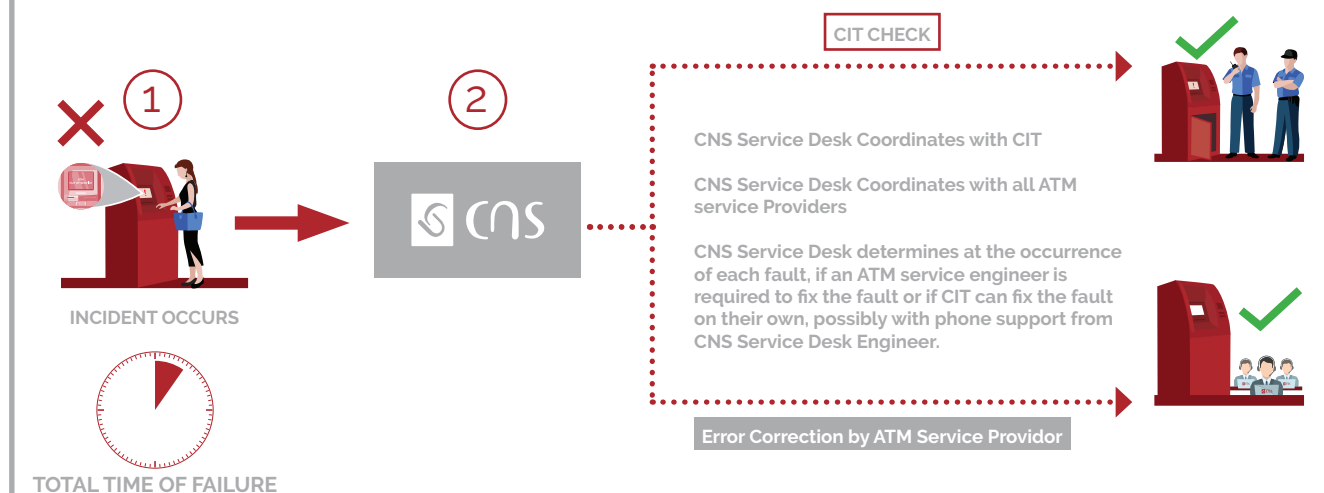 1
INCIDENT OCCURS
TOTAL TIME OF FAILURE
2
CNS
CIT CHECK
CNS Service Desk Coordinates with CIT
CNS Service Desk Coordinates with all ATM
service Providers
CNS Service Desk determines at the occurrence
of each fault, if an ATM service engineer is
required to fix the fault or if CIT can fix the fault
on their own, possibly with phone support from
CNS Service Desk Engineer.
Error Correction by ATM Service Providor